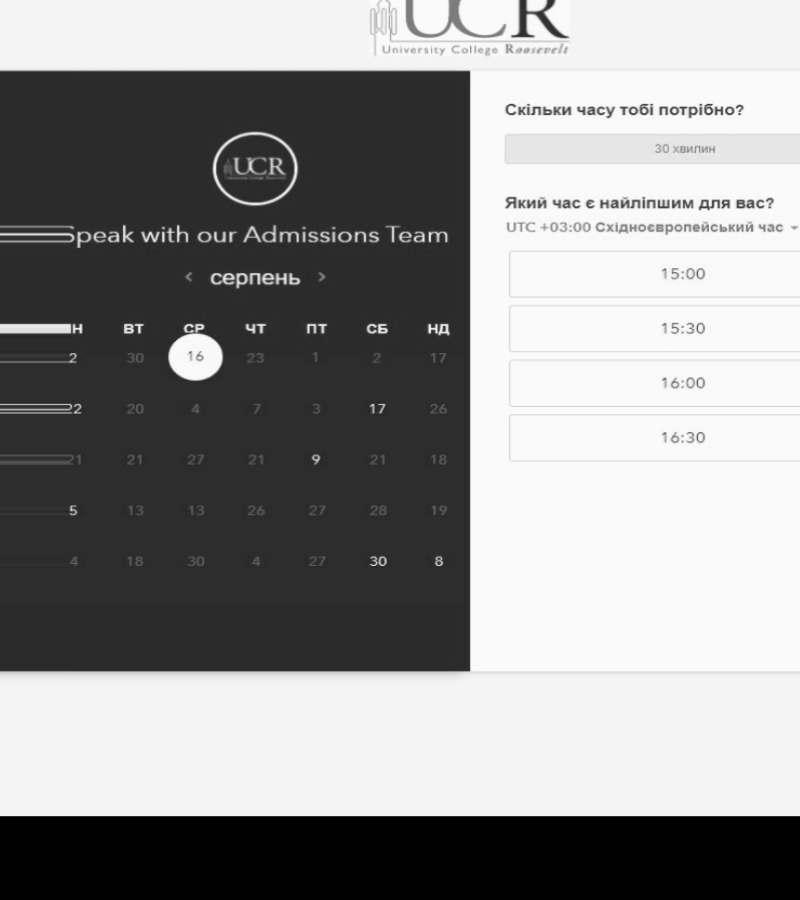 UCR
University College Roosevelt
UCR
Speak with our Admissions Team
< серпень >
Н ВТ СР ЧТ ПТ СБ НД
2 30 16 23 1 2 17
22 20 4 7 3 17 26
21 21 27 21 9 21 18
5 13 13 26 27 28 19
4 18 30 4 27 30 8
Скільки часу тобі потрібно?
30 хвилин
Який час є найліпшим для вас?
UTC +03:00 Східноєвропейський час
15:00
15:30
16:00
16:30